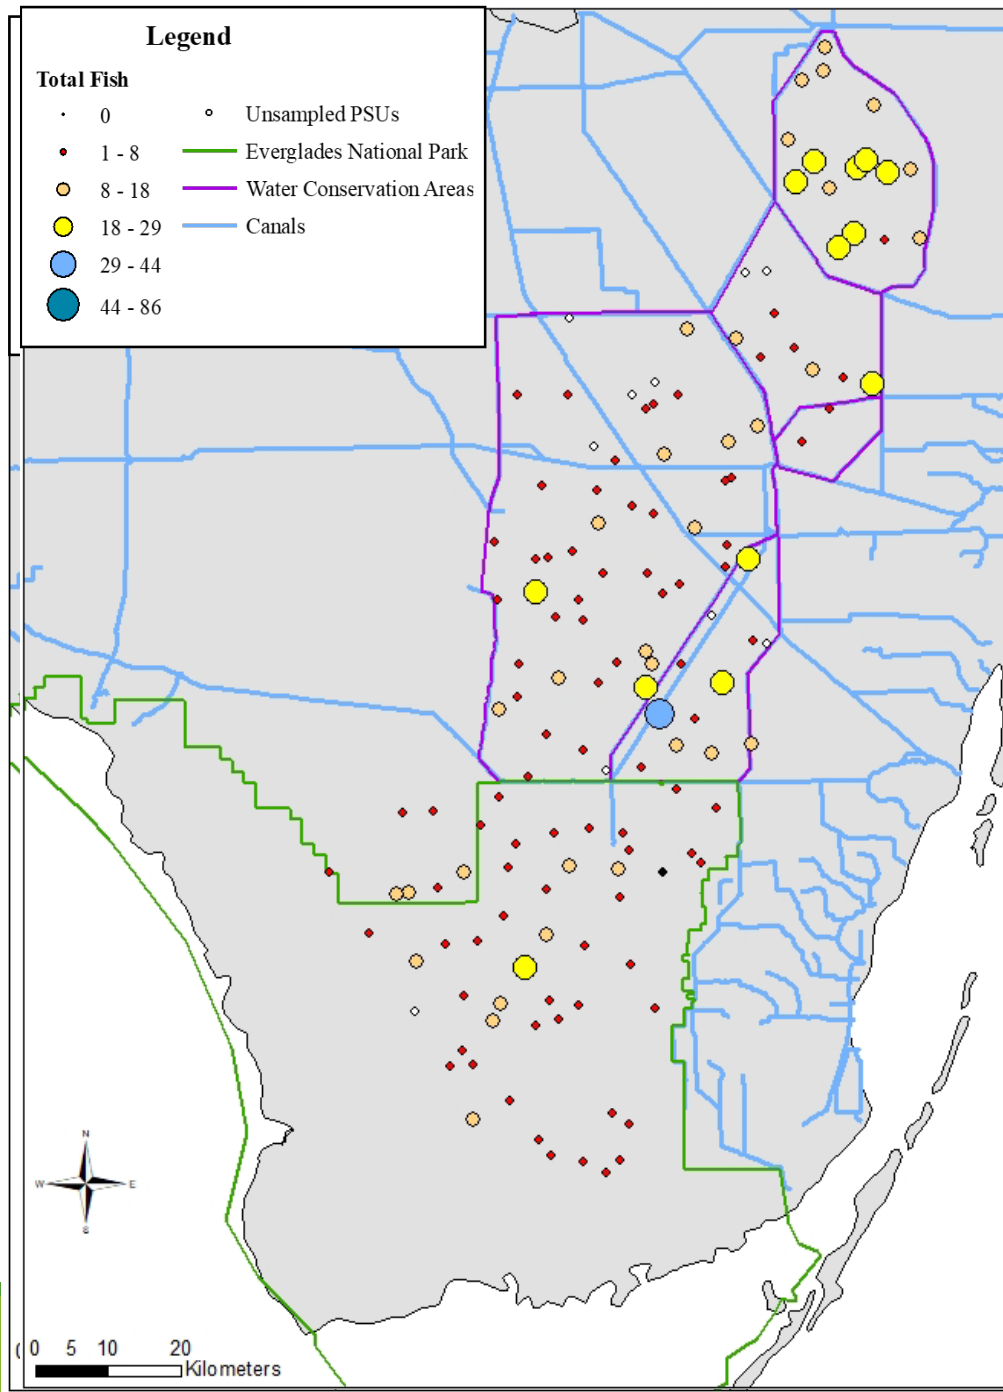 Legend
Total Fish
0
1 - 8
8 - 18
18 - 29
29 - 44
44 - 86
Unsampled PSUs
Everglades National Park
Water Conservation Areas
Canals
N
W E
S
0 5 10 20
Kilometers